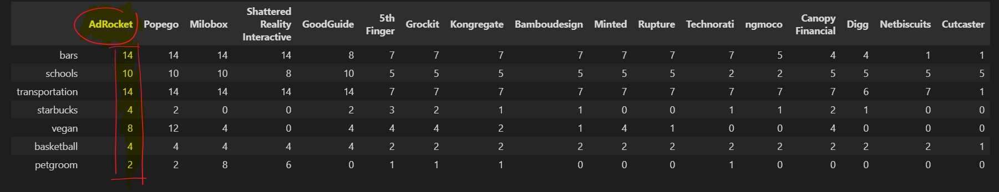 AdRocket Popego Milobox Shattered Reality Interactive GoodGuide 5th Finger Grockit Kongregate Bamboudesign Minted Rupture Technorati ngmoco Canopy Financial Digg Netbiscuits Cutcaster
bars 14 14 14 14 8 7 7 7 7 7 7 7 5 4 4 1 1
schools 10 10 10 8 10 5 5 5 5 5 5 2 2 5 5 5 5
transportation 14 14 14 14 14 7 7 7 7 7 7 7 7 7 6 7 1
starbucks 4 2 0 0 2 3 2 1 1 0 0 1 1 2 1 0 0
vegan 8 12 4 0 4 4 4 2 1 4 1 0 0 4 0 0 0
basketball 4 4 4 4 4 2 2 2 2 2 2 2 2 2 2 2 1
petgroom 2 2 8 6 0 1 1 1 0 0 0 1 0 0 0 0 0